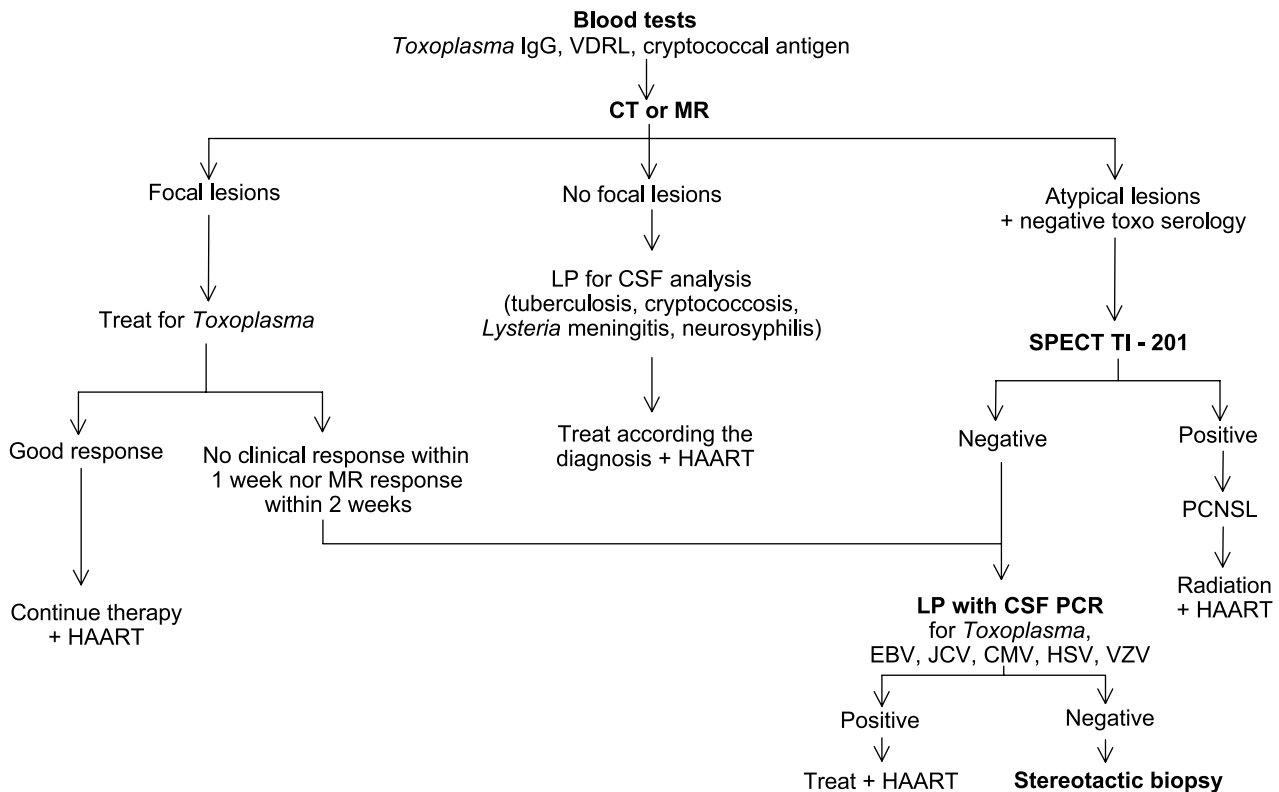 Blood tests
Toxoplasma IgG, VDRL, cryptococcal antigen
CT or MR
Focal lesions
No focal lesions
Atypical lesions
+ negative toxo serology
Treat for Toxoplasma
LP for CSF analysis
(tuberculosis, cryptococcosis,
Lysteria meningitis, neurosyphilis)
SPECT TI - 201
Good response
No clinical response within
1 week nor MR response
within 2 weeks
Treat according the
diagnosis + HAART
Negative
Positive
PCNSL
Continue therapy
+ HAART
LP with CSF PCR
for Toxoplasma,
EBV, JCV, CMV, HSV, VZV
Radiation
+ HAART
Positive
Negative
Treat + HAART
Stereotactic biopsy